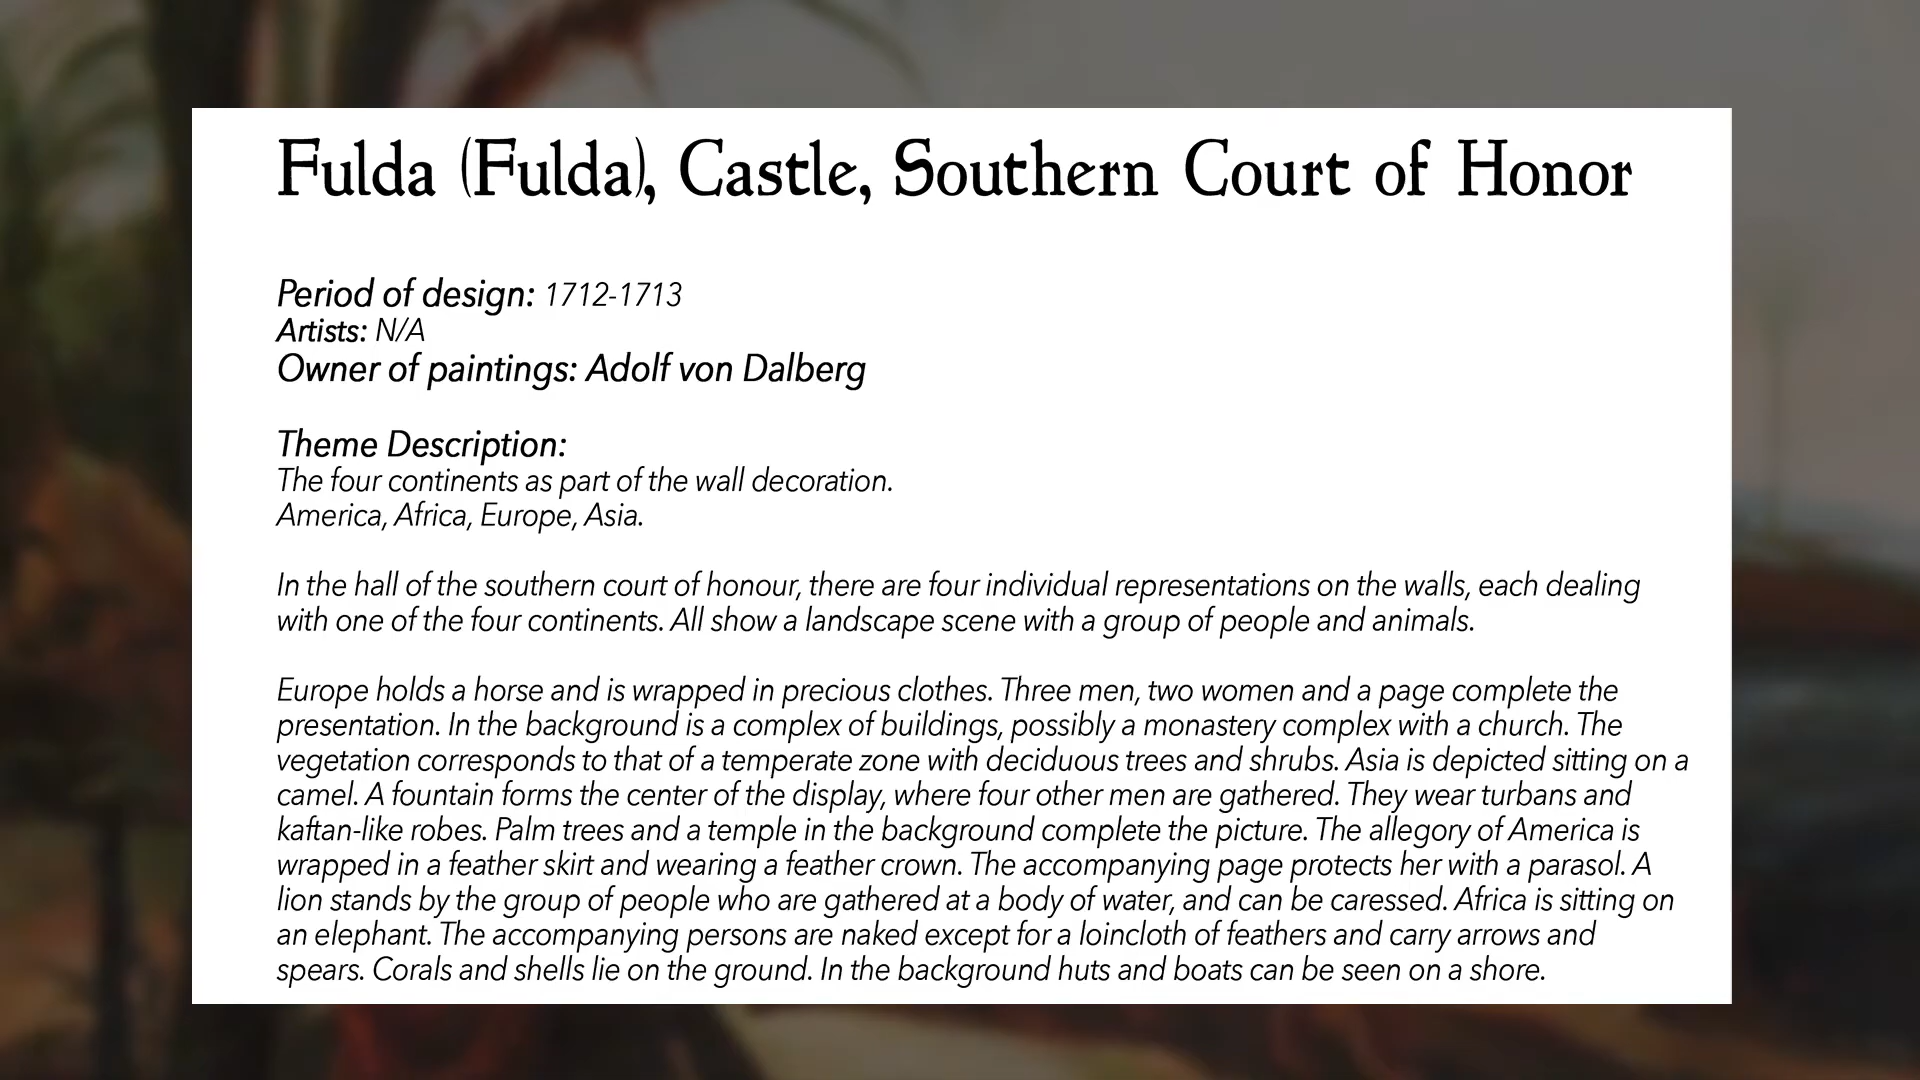 Fulda (Fulda), Castle, Southern Court of Honor
Period of design: 1712-1713
Artists: N/A
Owner of paintings: Adolf von Dalberg
Theme Description:
The four continents as part of the wall decoration.
America, Africa, Europe, Asia.
In the hall of the southern court of honour, there are four individual representations on the walls, each dealing
with one of the four continents. All show a landscape scene with a group of people and animals.
Europe holds a horse and is wrapped in precious clothes. Three men, two women and a page complete the
presentation. In the background is a complex of buildings, possibly a monastery complex with a church. The
vegetation corresponds to that of a temperate zone with deciduous trees and shrubs. Asia is depicted sitting on a
camel. A fountain forms the center of the display, where four other men are gathered. They wear turbans and
kaftan-like robes. Palm trees and a temple in the background complete the picture. The allegory of America is
wrapped in a feather skirt and wearing a feather crown. The accompanying page protects her with a parasol. A
lion stands by the group of people who are gathered at a body of water, and can be caressed. Africa is sitting on
an elephant. The accompanying persons are naked except for a loincloth of feathers and carry arrows and
spears. Corals and shells lie on the ground. In the background huts and boats can be seen on a shore.